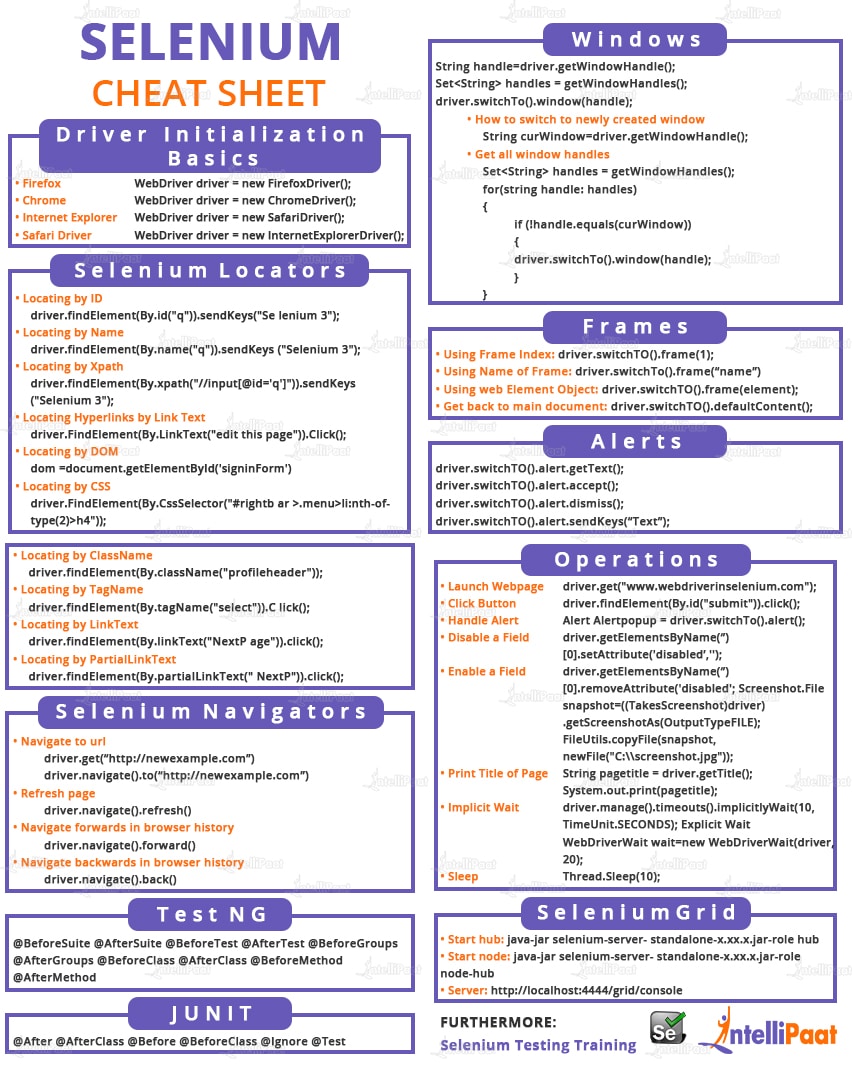 SELENIUM
CHEAT SHEET
Driver Initialization
Basics
• Firefox WebDriver driver = new FirefoxDriver();
• Chrome WebDriver driver = new ChromeDriver();
• Internet Explorer WebDriver driver = new SafariDriver();
• Safari Driver WebDriver driver = new InternetExplorerDriver();
Selenium Locators
• Locating by ID
driver.findElement(By.id("q")).sendKeys("Se lenium 3");
• Locating by Name
driver.findElement(By.name("q")).sendKeys ("Selenium 3");
• Locating by Xpath
driver.findElement(By.xpath("//input[@id='q']")).sendKeys
("Selenium 3");
• Locating Hyperlinks by Link Text
driver.FindElement(By.LinkText("edit this page")).Click();
• Locating by DOM
dom =document.getElementById('signinForm')
• Locating by CSS
driver.FindElement(By.CssSelector("#rightb ar >.menu>li:nth-of-
type(2)>h4"));
• Locating by ClassName
driver.findElement(By.className("profileheader"));
• Locating by TagName
driver.findElement(By.tagName("select")).C lick();
• Locating by LinkText
driver.findElement(By.linkText("NextP age")).click();
• Locating by PartialLinkText
driver.findElement(By.partialLinkText(" NextP")).click();
Selenium Navigators
• Navigate to url
driver.get(“http://newexample.com”)
driver.navigate().to(“http://newexample.com”)
• Refresh page
driver.navigate().refresh()
• Navigate forwards in browser history
driver.navigate().forward()
• Navigate backwards in browser history
driver.navigate().back()
Test NG
@BeforeSuite @AfterSuite @BeforeTest @AfterTest @BeforeGroups
@AfterGroups @BeforeClass @AfterClass @BeforeMethod
@AfterMethod
JUNIT
@After @AfterClass @Before @BeforeClass @Ignore @Test
Windows
String handle=driver.getWindowHandle();
Set<String> handles = getWindowHandles();
driver.switchTo().window(handle);
• How to switch to newly created window
String curWindow=driver.getWindowHandle();
• Get all window handles
Set<String> handles = getWindowHandles();
for(string handle: handles)
{
if (!handle.equals(curWindow))
{
driver.switchTo().window(handle);
}
}
Frames
• Using Frame Index: driver.switchTO().frame(1);
• Using Name of Frame: driver.switchTo().frame(“name”)
• Using web Element Object: driver.switchTO().frame(element);
• Get back to main document: driver.switchTO().defaultContent();
Alerts
driver.switchTO().alert.getText();
driver.switchTO().alert.accept();
driver.switchTO().alert.dismiss();
driver.switchTO().alert.sendKeys(“Text”);
Operations
• Launch Webpage driver.get("www.webdriverinselenium.com");
• Click Button driver.findElement(By.id("submit")).click();
• Handle Alert Alert Alertpopup = driver.switchTo().alert();
• Disable a Field driver.getElementsByName(‘’)
[0].setAttribute('disabled’,'');
• Enable a Field driver.getElementsByName(‘’)
[0].removeAttribute('disabled'; Screenshot.File
snapshot=((TakesScreenshot)driver)
.getScreenshotAs(OutputTypeFILE);
FileUtils.copyFile(snapshot,
newFile("C:\\screenshot.jpg"));
• Print Title of Page String pagetitle = driver.getTitle();
System.out.print(pagetitle);
• Implicit Wait driver.manage().timeouts().implicitlyWait(10,
TimeUnit.SECONDS); Explicit Wait
WebDriverWait wait=new WebDriverWait(driver,
20);
• Sleep Thread.Sleep(10);
SeleniumGrid
• Start hub: java-jar selenium-server- standalone-x.xx.x.jar-role hub
• Start node: java-jar selenium-server- standalone-x.xx.x.jar-role
node-hub
• Server: http://localhost:4444/grid/console
FURTHERMORE:
Selenium Testing Training
Se
IntelliPaat